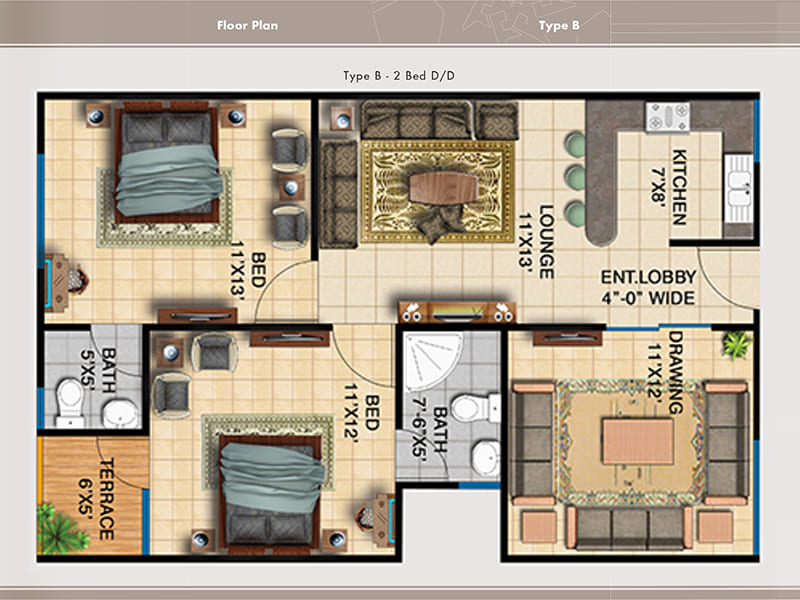 Floor Plan
Type B
Type B - 2 Bed D/D
BED
11'X13'
LOUNGE
11'X13'
KITCHEN
7'X8'
ENT.LOBBY
4"-0" WIDE
BATH
5'X5'
BED
11'X12'
BATH
7'-6"X5'
DRAWING
11'X12'
TERRACE
6'X5'